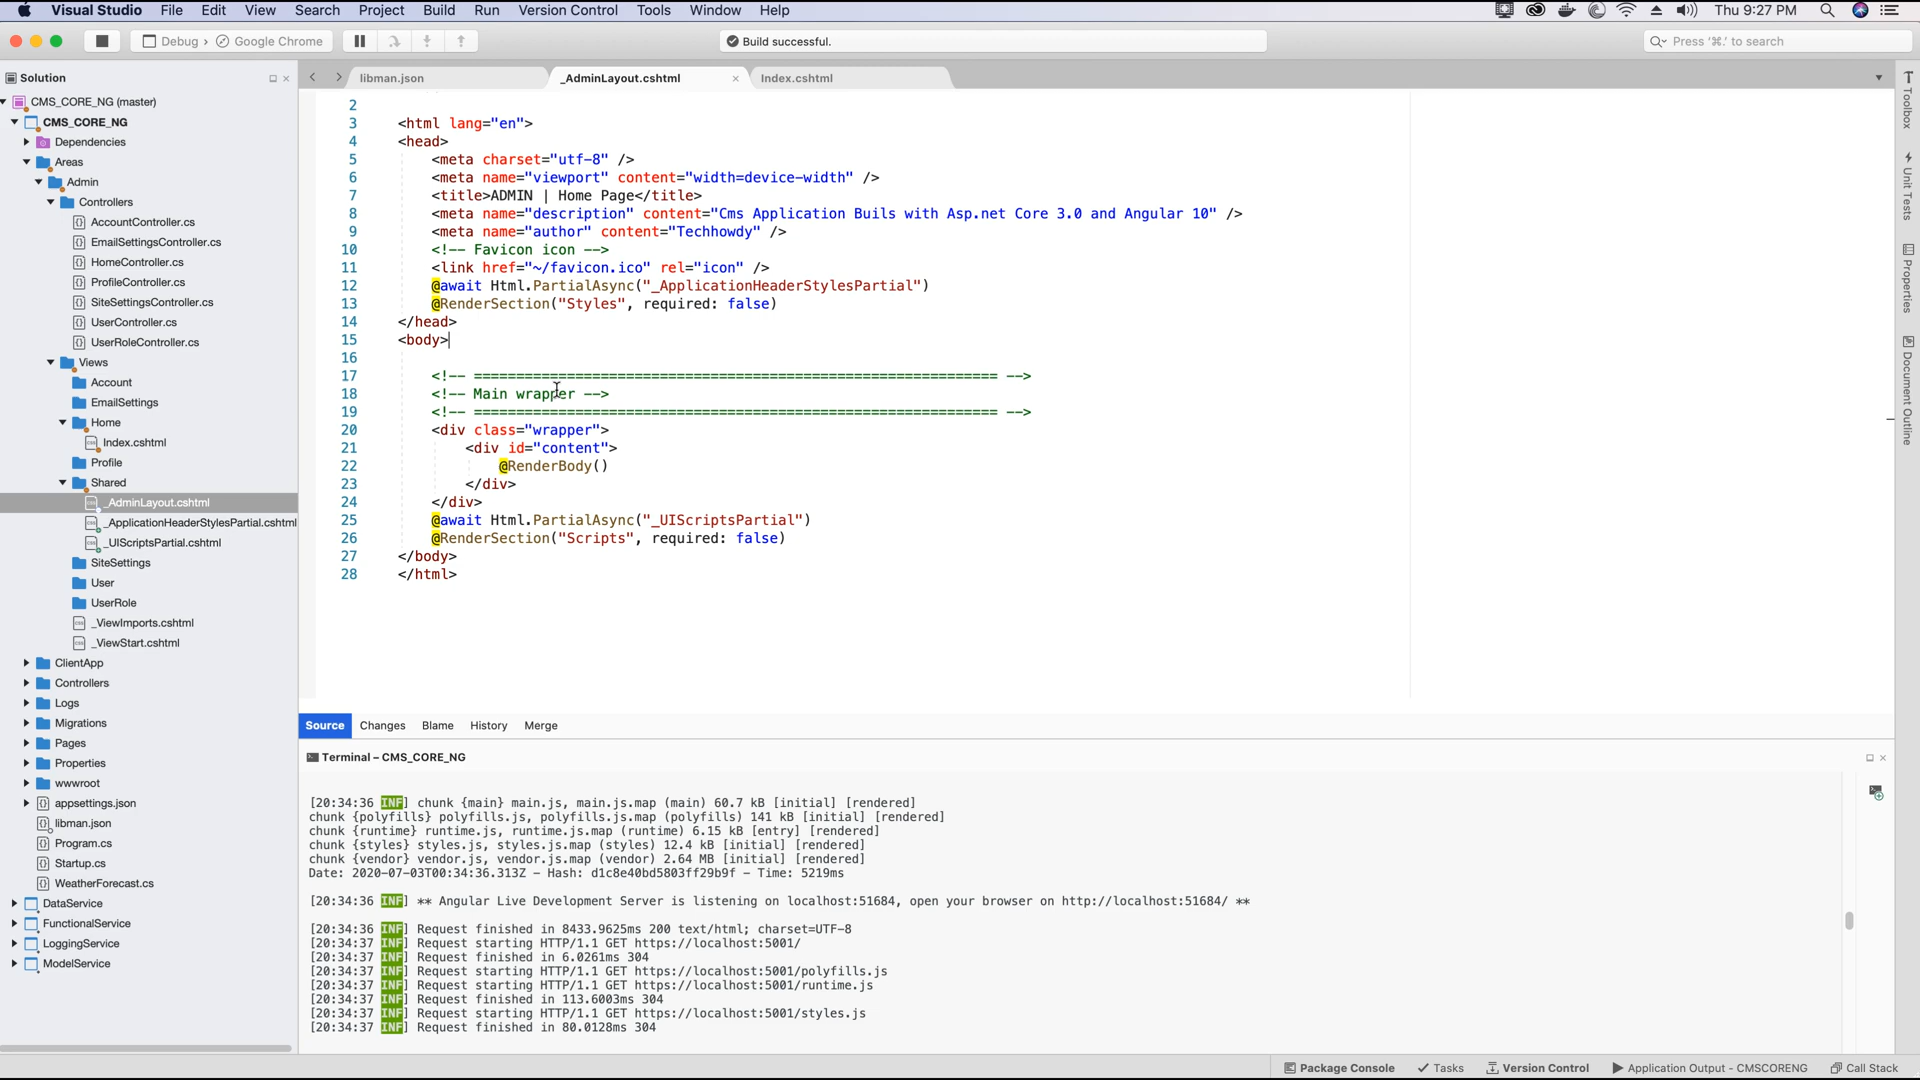 Visual Studio File Edit View Search Project Build Run Version Control Tools Window Help Thu 9:27 PM
Debug › Google Chrome Build successful. Press '⌘.' to search
Solution
CMS_CORE_NG (master)
CMS_CORE_NG
Dependencies
Areas
Admin
Controllers
AccountController.cs
EmailSettingsController.cs
HomeController.cs
ProfileController.cs
SiteSettingsController.cs
UserController.cs
UserRoleController.cs
Views
Account
EmailSettings
Home
Index.cshtml
Profile
Shared
_AdminLayout.cshtml
_ApplicationHeaderStylesPartial.cshtml
_UIScriptsPartial.cshtml
SiteSettings
User
UserRole
_ViewImports.cshtml
_ViewStart.cshtml
ClientApp
Controllers
Logs
Migrations
Pages
Properties
wwwroot
appsettings.json
libman.json
Program.cs
Startup.cs
WeatherForecast.cs
DataService
FunctionalService
LoggingService
ModelService
libman.json _AdminLayout.cshtml Index.cshtml
2
3 <html lang="en">
4 <head>
5 <meta charset="utf-8" />
6 <meta name="viewport" content="width=device-width" />
7 <title>ADMIN | Home Page</title>
8 <meta name="description" content="Cms Application Buils with Asp.net Core 3.0 and Angular 10" />
9 <meta name="author" content="Techhowdy" />
10 <!-- Favicon icon -->
11 <link href="~/favicon.ico" rel="icon" />
12 @await Html.PartialAsync("_ApplicationHeaderStylesPartial")
13 @RenderSection("Styles", required: false)
14 </head>
15 <body>
16
17 <!-- ============================================================== -->
18 <!-- Main wrapper -->
19 <!-- ============================================================== -->
20 <div class="wrapper">
21 <div id="content">
22 @RenderBody()
23 </div>
24 </div>
25 @await Html.PartialAsync("_UIScriptsPartial")
26 @RenderSection("Scripts", required: false)
27 </body>
28 </html>
Source Changes Blame History Merge
Terminal – CMS_CORE_NG
[20:34:36 INF] chunk {main} main.js, main.js.map (main) 60.7 kB [initial] [rendered]
chunk {polyfills} polyfills.js, polyfills.js.map (polyfills) 141 kB [initial] [rendered]
chunk {runtime} runtime.js, runtime.js.map (runtime) 6.15 kB [entry] [rendered]
chunk {styles} styles.js, styles.js.map (styles) 12.4 kB [initial] [rendered]
chunk {vendor} vendor.js, vendor.js.map (vendor) 2.64 MB [initial] [rendered]
Date: 2020-07-03T00:34:36.313Z - Hash: d1c8e40bd5803ff29b9f - Time: 5219ms
[20:34:36 INF] ** Angular Live Development Server is listening on localhost:51684, open your browser on http://localhost:51684/ **
[20:34:36 INF] Request finished in 8433.9625ms 200 text/html; charset=UTF-8
[20:34:37 INF] Request starting HTTP/1.1 GET https://localhost:5001/
[20:34:37 INF] Request finished in 6.0261ms 304
[20:34:37 INF] Request starting HTTP/1.1 GET https://localhost:5001/polyfills.js
[20:34:37 INF] Request starting HTTP/1.1 GET https://localhost:5001/runtime.js
[20:34:37 INF] Request finished in 113.6003ms 304
[20:34:37 INF] Request starting HTTP/1.1 GET https://localhost:5001/styles.js
[20:34:37 INF] Request finished in 80.0128ms 304
Toolbox
Unit Tests
Properties
Document Outline
Package Console Tasks Version Control Application Output - CMSCORENG Call Stack